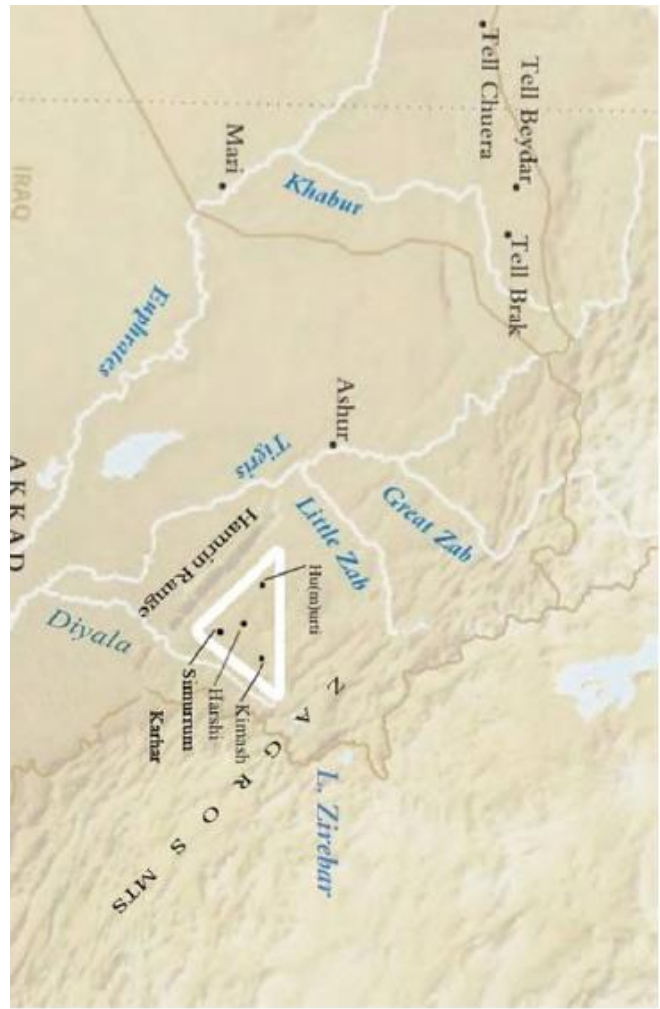 Tell Chuera
Tell Beydar
Tell Brak
Khabur
Mari
IRAQ
Euphrates
Ashur
Tigris
Great Zab
Little Zab
Hamrin Range
Hu(m)urti
AKKAD
Diyala
Kimash
Harshi
Simurrum
Karhar
ZAGROS MTS
L. Zirebar